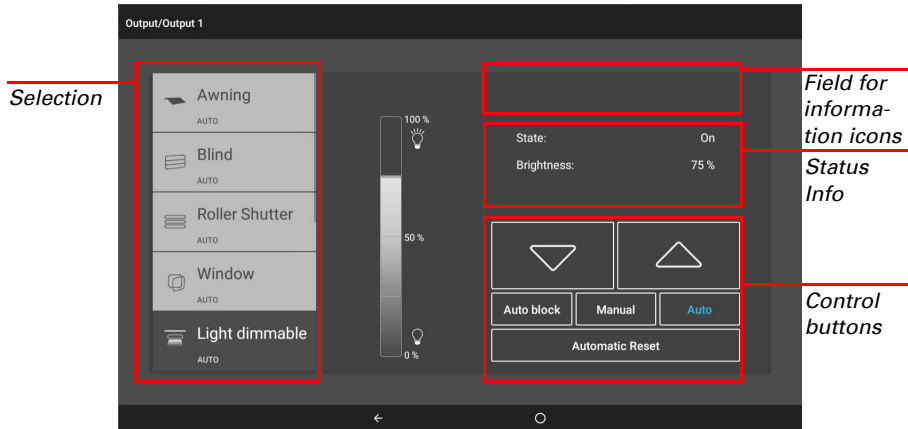 Output/Output 1
Selection
Awning
AUTO
Blind
AUTO
Roller Shutter
AUTO
Window
AUTO
Light dimmable
AUTO
100 %
50 %
0 %
State: On
Brightness: 75 %
Auto block Manual Auto
Automatic Reset
Field for
informa-
tion icons
Status
Info
Control
buttons